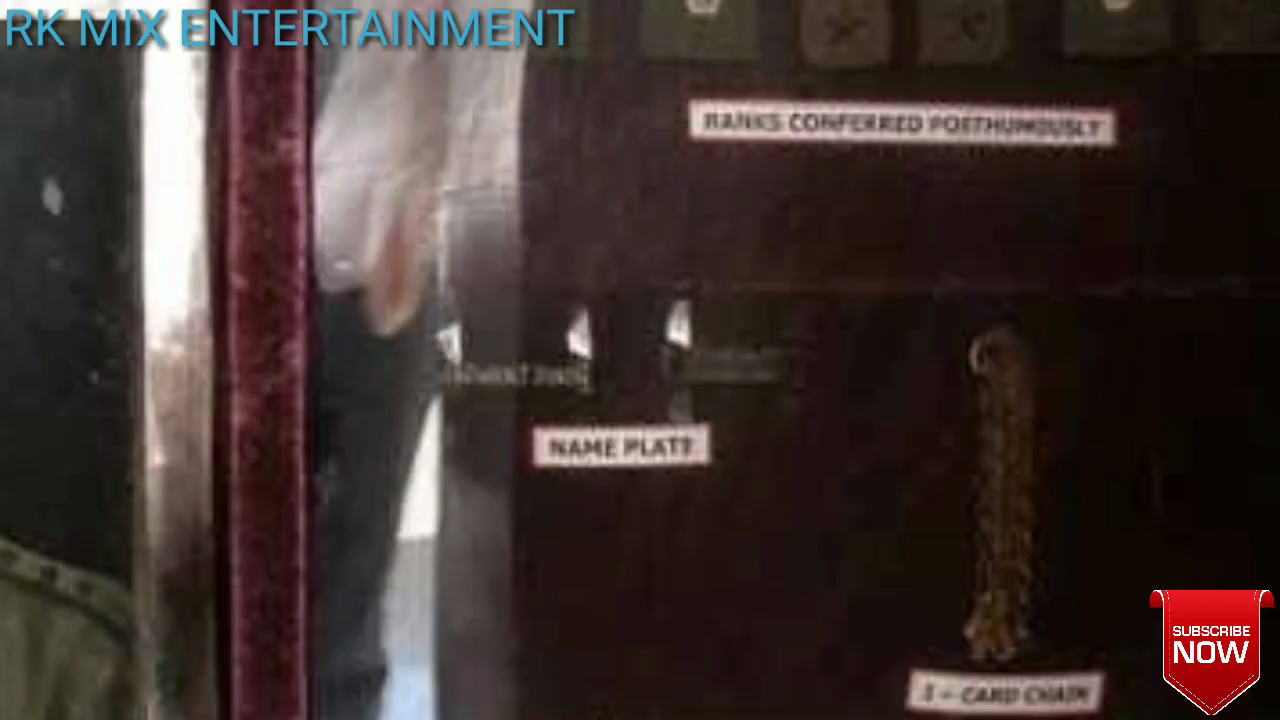 RK MIX ENTERTAINMENT
RANKS CONFERRED POSTHUMOUSLY
NAME PLATE
CARD CHAIN
SUBSCRIBE
NOW